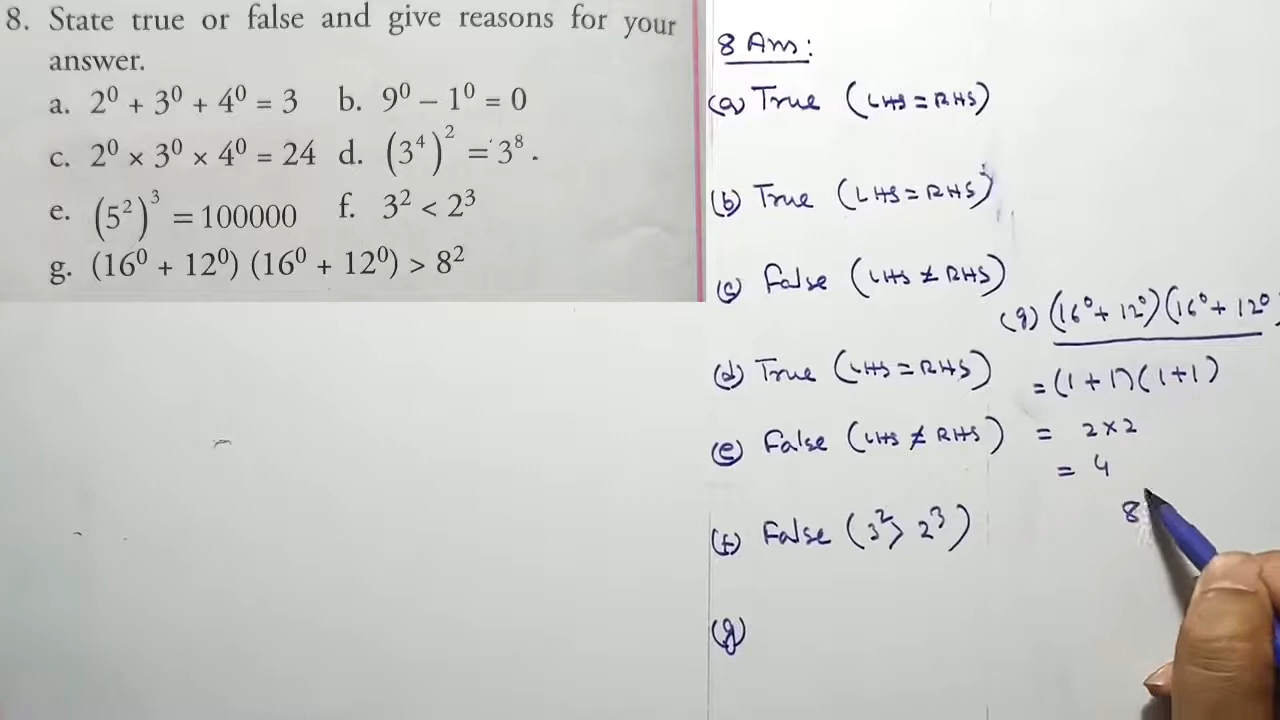 8. State true or false and give reasons for your
answer.
a. 2⁰ + 3⁰ + 4⁰ = 3 b. 9⁰ – 1⁰ = 0
c. 2⁰ × 3⁰ × 4⁰ = 24 d. (3⁴)² = 3⁸.
e. (5²)³ = 100000 f. 3² < 2³
g. (16⁰ + 12⁰) (16⁰ + 12⁰) > 8²
8 Ans:
(a) True (LHS = RHS)
(b) True (LHS = RHS)
(c) False (LHS ≠ RHS)
(d) True (LHS = RHS)
(e) False (LHS ≠ RHS)
(f) False (3² > 2³)
(g)
(g) (16⁰ + 12⁰)(16⁰ + 12⁰)
= (1 + 1)(1 + 1)
= 2 × 2
= 4
8